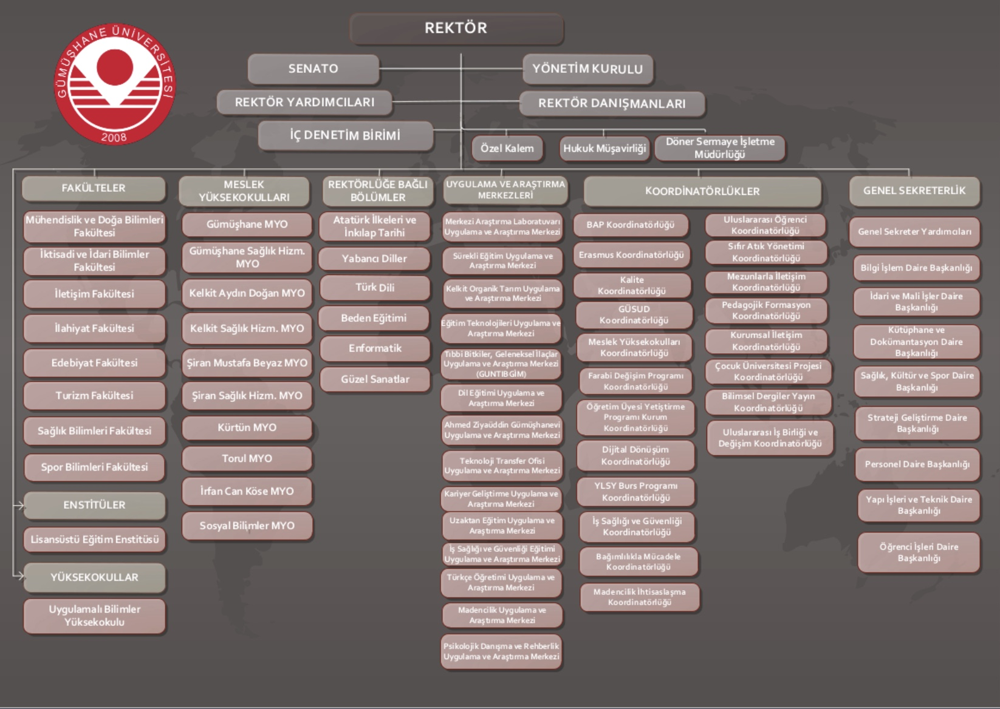 GÜMÜŞHANE ÜNİVERSİTESİ
2008
REKTÖR
SENATO
YÖNETİM KURULU
REKTÖR YARDIMCILARI
REKTÖR DANIŞMANLARI
İÇ DENETİM BİRİMİ
Özel Kalem
Hukuk Müşavirliği
Döner Sermaye İşletme
Müdürlüğü
FAKÜLTELER
Mühendislik ve Doğa Bilimleri
Fakültesi
İktisadi ve İdari Bilimler
Fakültesi
İletişim Fakültesi
İlahiyat Fakültesi
Edebiyat Fakültesi
Turizm Fakültesi
Sağlık Bilimleri Fakültesi
Spor Bilimleri Fakültesi
ENSTİTÜLER
Lisansüstü Eğitim Enstitüsü
YÜKSEKOKULLAR
Uygulamalı Bilimler
Yüksekokulu
MESLEK
YÜKSEKOKULLARI
Gümüşhane MYO
Gümüşhane Sağlık Hizm.
MYO
Kelkit Aydın Doğan MYO
Kelkit Sağlık Hizm. MYO
Şiran Mustafa Beyaz MYO
Şiran Sağlık Hizm. MYO
Kürtün MYO
Torul MYO
İrfan Can Köse MYO
Sosyal Bilimler MYO
REKTÖRLÜĞE BAĞLI
BÖLÜMLER
Atatürk İlkeleri ve
İnkılap Tarihi
Yabancı Diller
Türk Dili
Beden Eğitimi
Enformatik
Güzel Sanatlar
UYGULAMA VE ARAŞTIRMA
MERKEZLERİ
Merkezi Araştırma Laboratuvarı
Uygulama ve Araştırma Merkezi
Sürekli Eğitim Uygulama ve
Araştırma Merkezi
Kelkit Organik Tarım Uygulama
ve Araştırma Merkezi
Eğitim Teknolojileri Uygulama ve
Araştırma Merkezi
Tıbbi Bitkiler, Geleneksel İlaçlar
Uygulama ve Araştırma Merkezi
(GUNTIBGİM)
Dil Eğitimi Uygulama ve
Araştırma Merkezi
Ahmed Ziyaüddin Gümüşhanevi
Uygulama ve Araştırma Merkezi
Teknoloji Transfer Ofisi
Uygulama ve Araştırma Merkezi
Kariyer Geliştirme Uygulama ve
Araştırma Merkezi
Uzaktan Eğitim Uygulama ve
Araştırma Merkezi
İş Sağlığı ve Güvenliği Eğitimi
Uygulama ve Araştırma Merkezi
Türkçe Öğretimi Uygulama ve
Araştırma Merkezi
Madencilik Uygulama ve
Araştırma Merkezi
Psikolojik Danışma ve Rehberlik
Uygulama ve Araştırma Merkezi
KOORDİNATÖRLÜKLER
BAP Koordinatörlüğü
Erasmus Koordinatörlüğü
Kalite
Koordinatörlüğü
GÜSUD
Koordinatörlüğü
Meslek Yüksekokulları
Koordinatörlüğü
Farabi Değişim Programı
Koordinatörlüğü
Öğretim Üyesi Yetiştirme
Programı Kurum
Koordinatörlüğü
Dijital Dönüşüm
Koordinatörlüğü
YLSY Burs Programı
Koordinatörlüğü
İş Sağlığı ve Güvenliği
Koordinatörlüğü
Bağımlılıkla Mücadele
Koordinatörlüğü
Madencilik İhtisaslaşma
Koordinatörlüğü
Uluslararası Öğrenci
Koordinatörlüğü
Sıfır Atık Yönetimi
Koordinatörlüğü
Mezunlarla İletişim
Koordinatörlüğü
Pedagojik Formasyon
Koordinatörlüğü
Kurumsal İletişim
Koordinatörlüğü
Çocuk Üniversitesi Projesi
Koordinatörlüğü
Bilimsel Dergiler Yayın
Koordinatörlüğü
Uluslararası İş Birliği ve
Değişim Koordinatörlüğü
GENEL SEKRETERLİK
Genel Sekreter Yardımcıları
Bilgi İşlem Daire Başkanlığı
İdari ve Mali İşler Daire
Başkanlığı
Kütüphane ve
Dokümantasyon Daire
Başkanlığı
Sağlık, Kültür ve Spor Daire
Başkanlığı
Strateji Geliştirme Daire
Başkanlığı
Personel Daire Başkanlığı
Yapı İşleri ve Teknik Daire
Başkanlığı
Öğrenci İşleri Daire
Başkanlığı